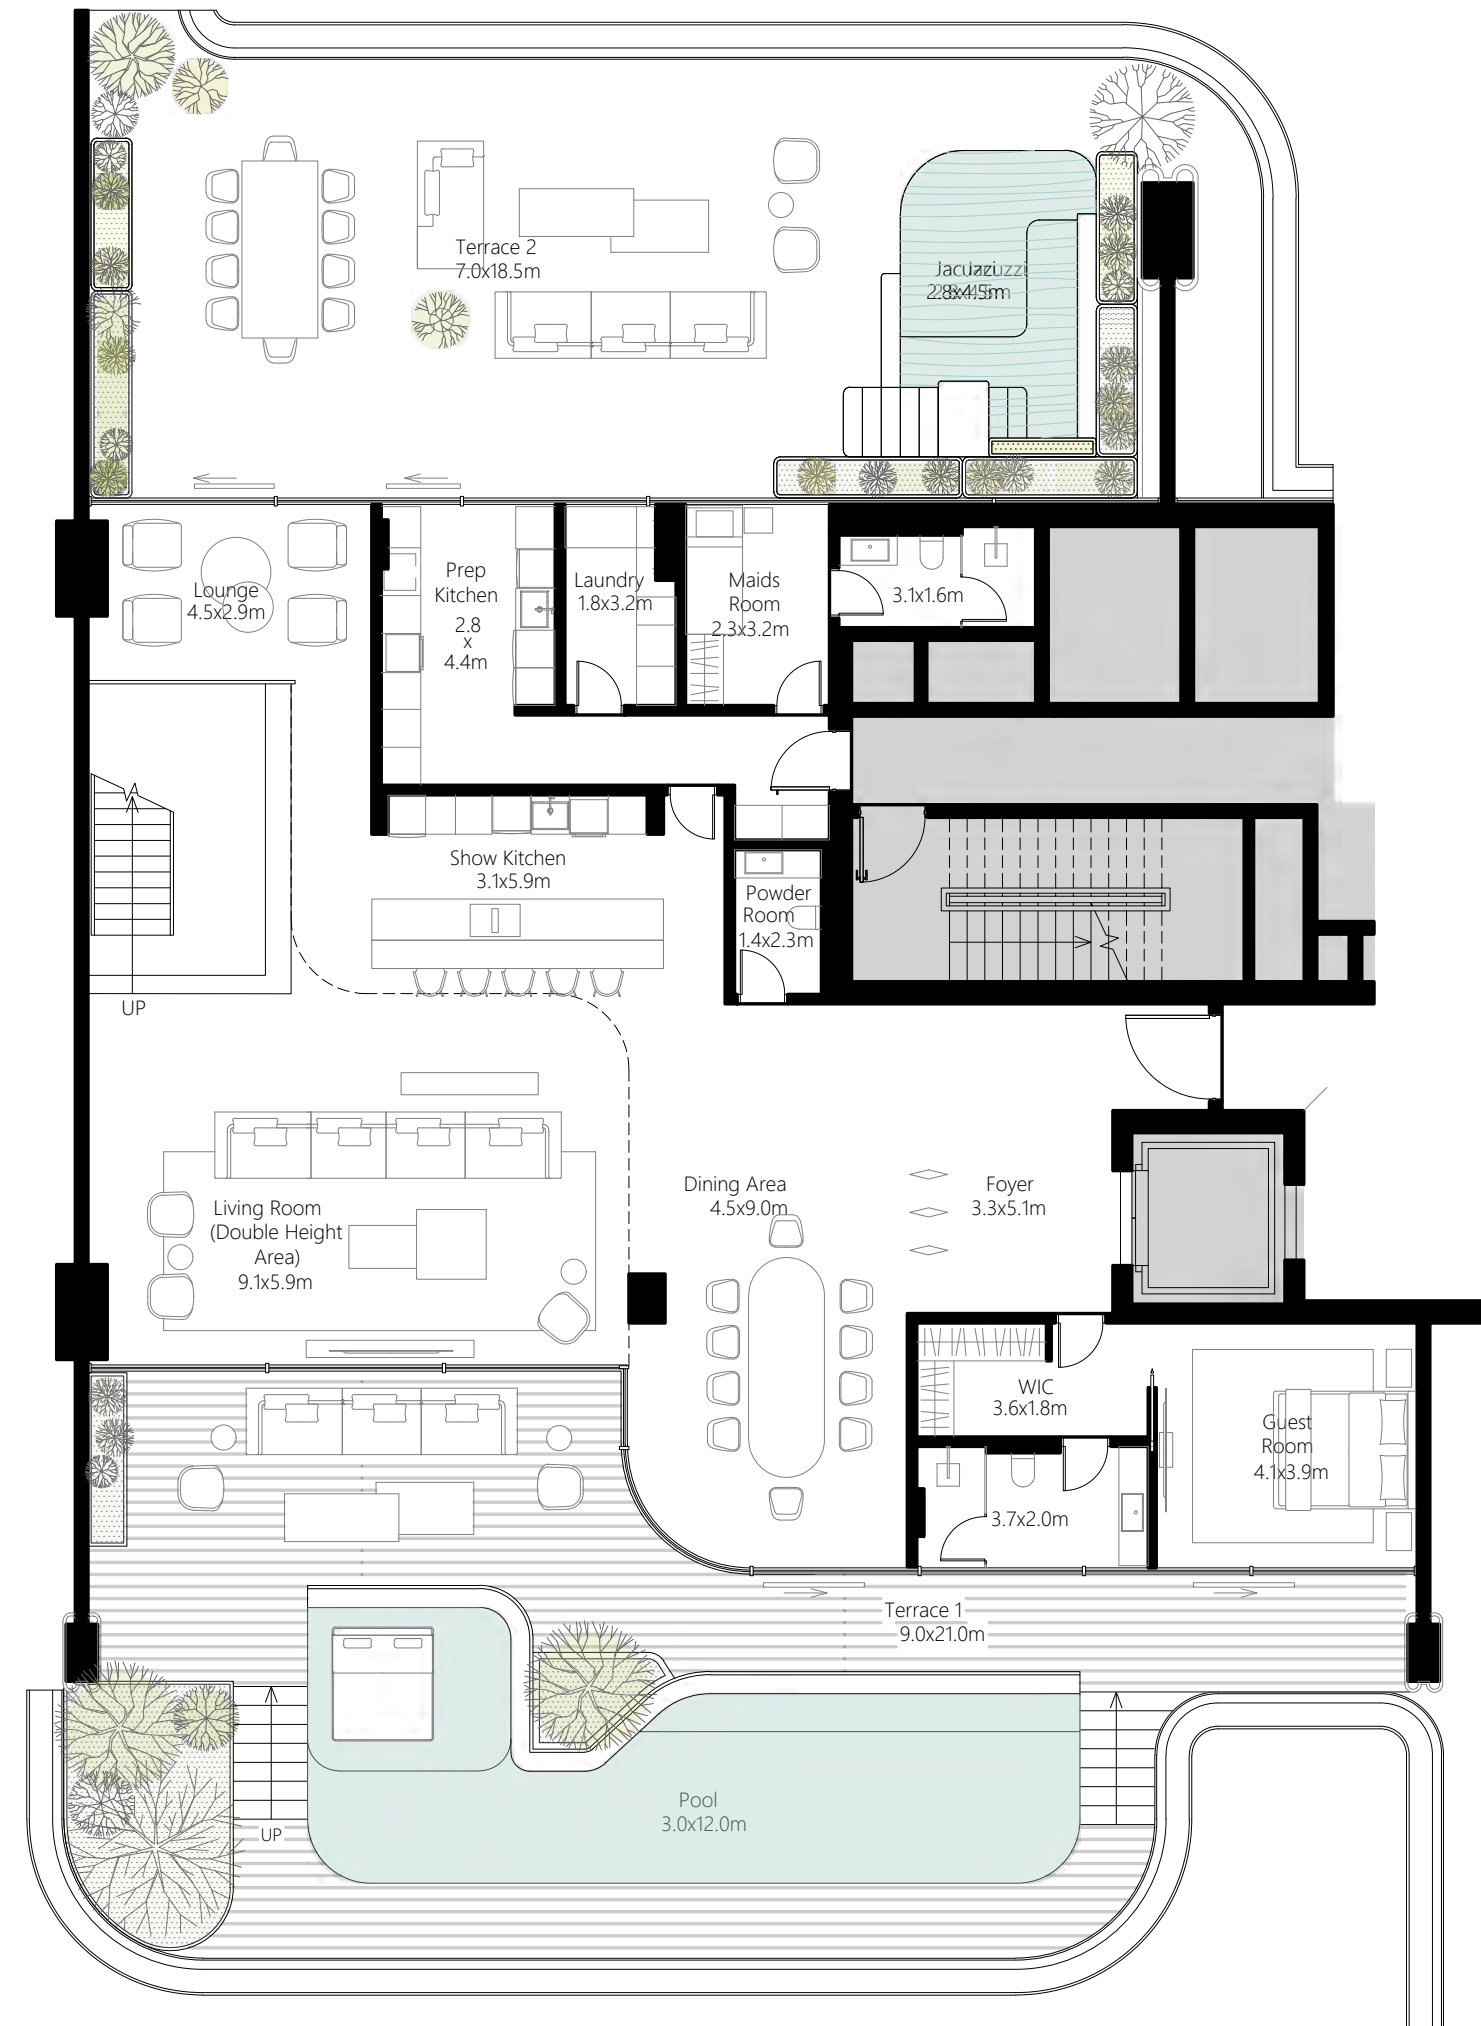 Terrace 2
7.0x18.5m
Jacuzzi
2.8x4.5m
Lounge
4.5x2.9m
Prep
Kitchen
2.8
x
4.4m
Laundry
1.8x3.2m
Maids
Room
2.3x3.2m
3.1x1.6m
Show Kitchen
3.1x5.9m
Powder
Room
1.4x2.3m
UP
Living Room
(Double Height
Area)
9.1x5.9m
Dining Area
4.5x9.0m
Foyer
3.3x5.1m
WIC
3.6x1.8m
Guest
Room
4.1x3.9m
3.7x2.0m
Terrace 1
9.0x21.0m
Pool
3.0x12.0m
UP